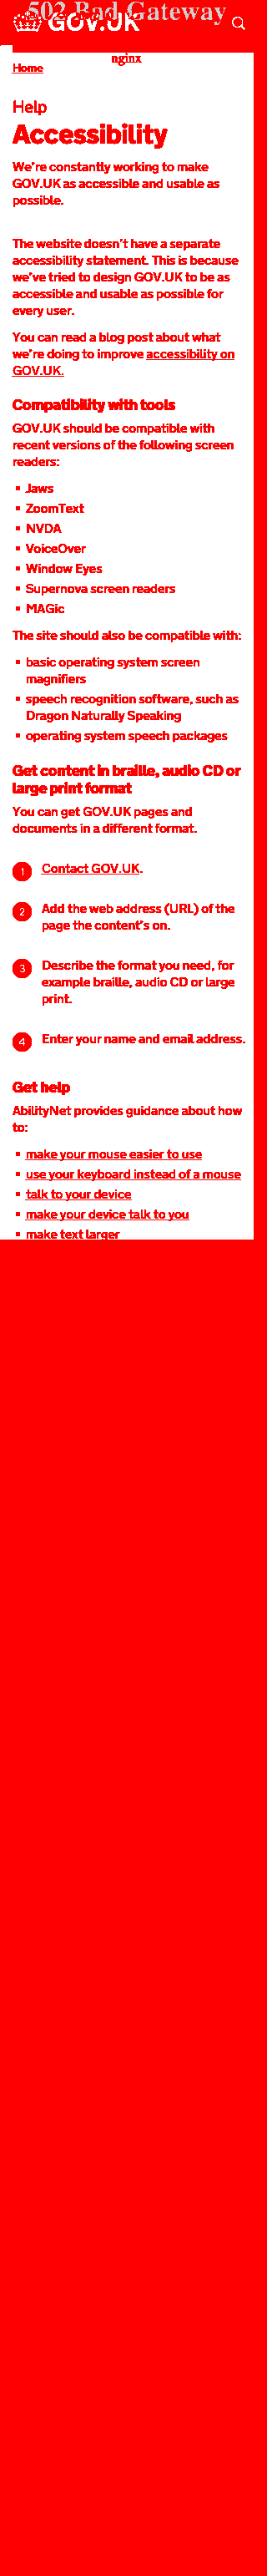 502 Bad Gateway
GOV.UK
nginx
Home
Help
Accessibility
We're constantly working to make
GOV.UK as accessible and usable as
possible.
The website doesn't have a separate
accessibility statement. This is because
we've tried to design GOV.UK to be as
accessible and usable as possible for
every user.
You can read a blog post about what
we're doing to improve accessibility on
GOV.UK.
Compatibility with tools
GOV.UK should be compatible with
recent versions of the following screen
readers:
Jaws
ZoomText
NVDA
VoiceOver
Window Eyes
Supernova screen readers
MAGic
The site should also be compatible with:
basic operating system screen
magnifiers
speech recognition software, such as
Dragon Naturally Speaking
operating system speech packages
Get content in braille, audio CD or
large print format
You can get GOV.UK pages and
documents in a different format.
1 Contact GOV.UK.
2 Add the web address (URL) of the
page the content's on.
3 Describe the format you need, for
example braille, audio CD or large
print.
4 Enter your name and email address.
Get help
AbilityNet provides guidance about how
to:
make your mouse easier to use
use your keyboard instead of a mouse
talk to your device
make your device talk to you
make text larger